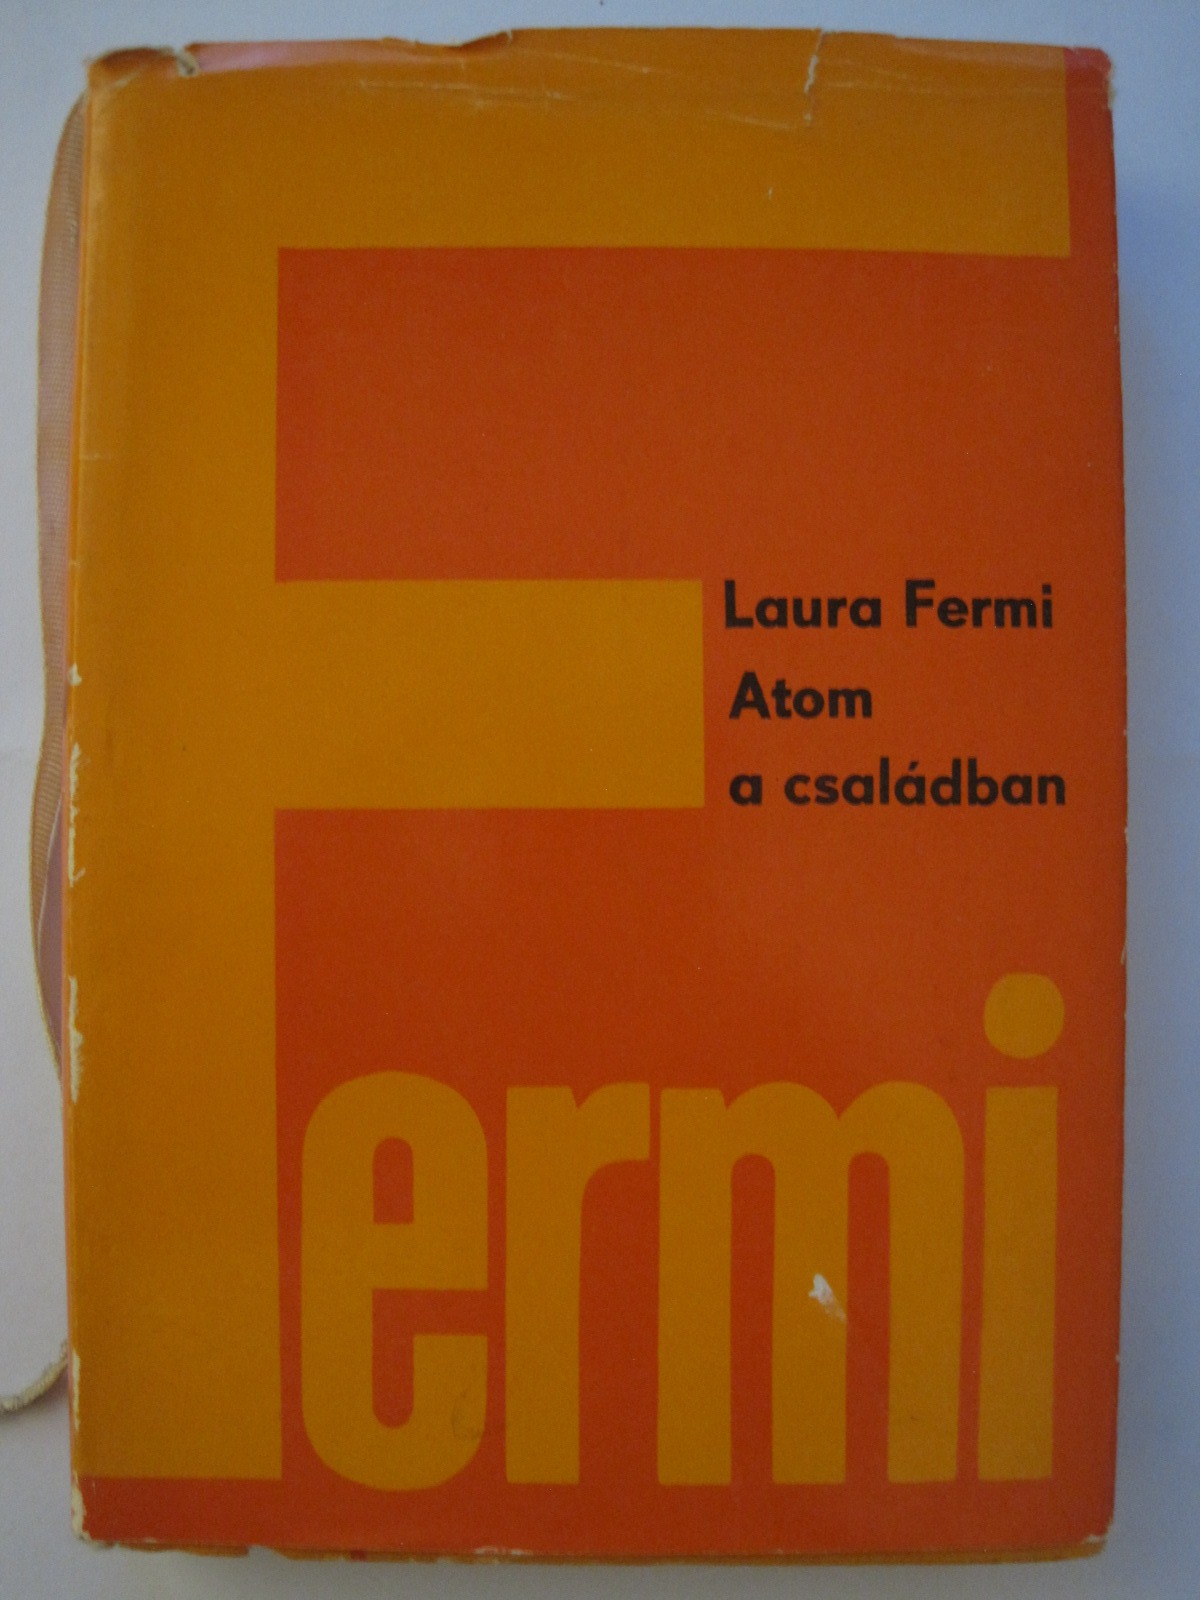 Laura Fermi
Atom
a családban
Fermi